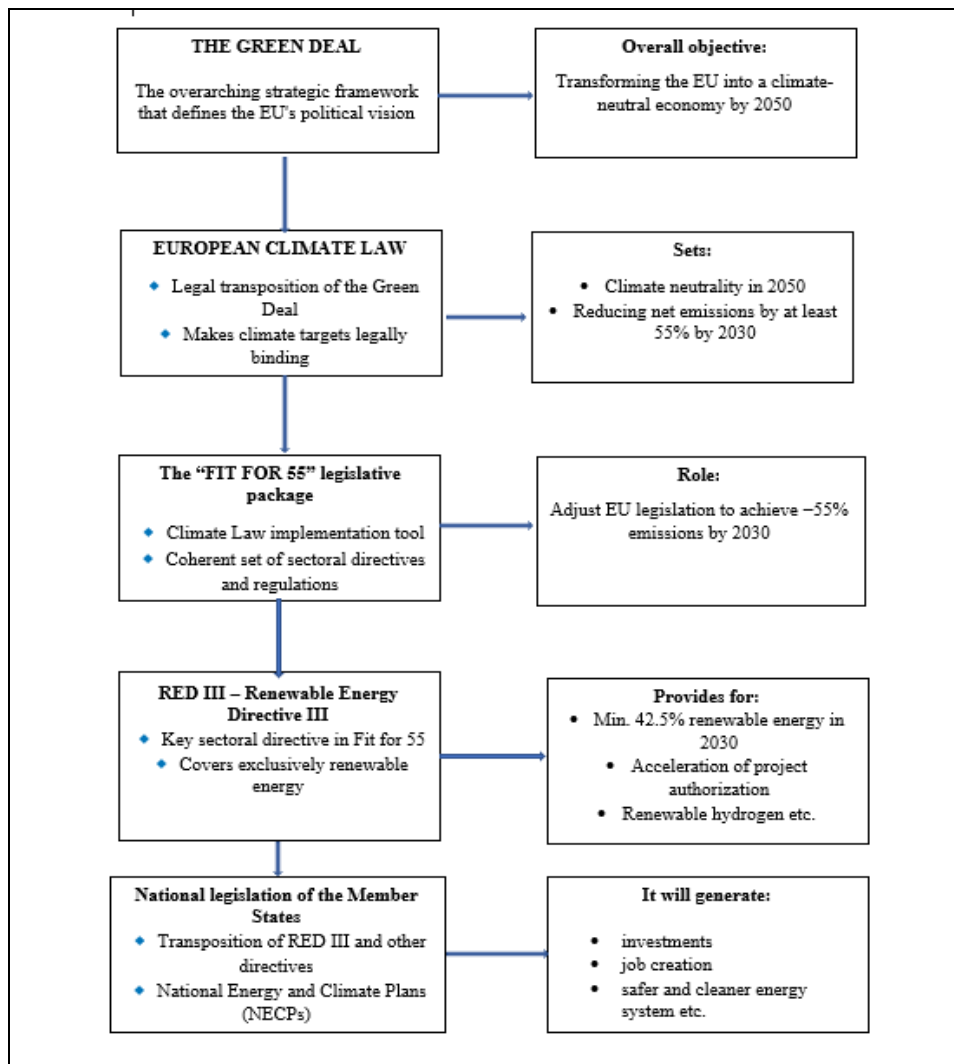 THE GREEN DEAL
The overarching strategic framework
that defines the EU's political vision
Overall objective:
Transforming the EU into a climate-
neutral economy by 2050
EUROPEAN CLIMATE LAW
◆ Legal transposition of the Green
Deal
◆ Makes climate targets legally
binding
Sets:
• Climate neutrality in 2050
• Reducing net emissions by at least
55% by 2030
The “FIT FOR 55” legislative
package
◆ Climate Law implementation tool
◆ Coherent set of sectoral directives
and regulations
Role:
Adjust EU legislation to achieve −55%
emissions by 2030
RED III – Renewable Energy
Directive III
◆ Key sectoral directive in Fit for 55
◆ Covers exclusively renewable
energy
Provides for:
• Min. 42.5% renewable energy in
2030
• Acceleration of project
authorization
• Renewable hydrogen etc.
National legislation of the Member
States
◆ Transposition of RED III and other
directives
◆ National Energy and Climate Plans
(NECPs)
It will generate:
• investments
• job creation
• safer and cleaner energy
system etc.